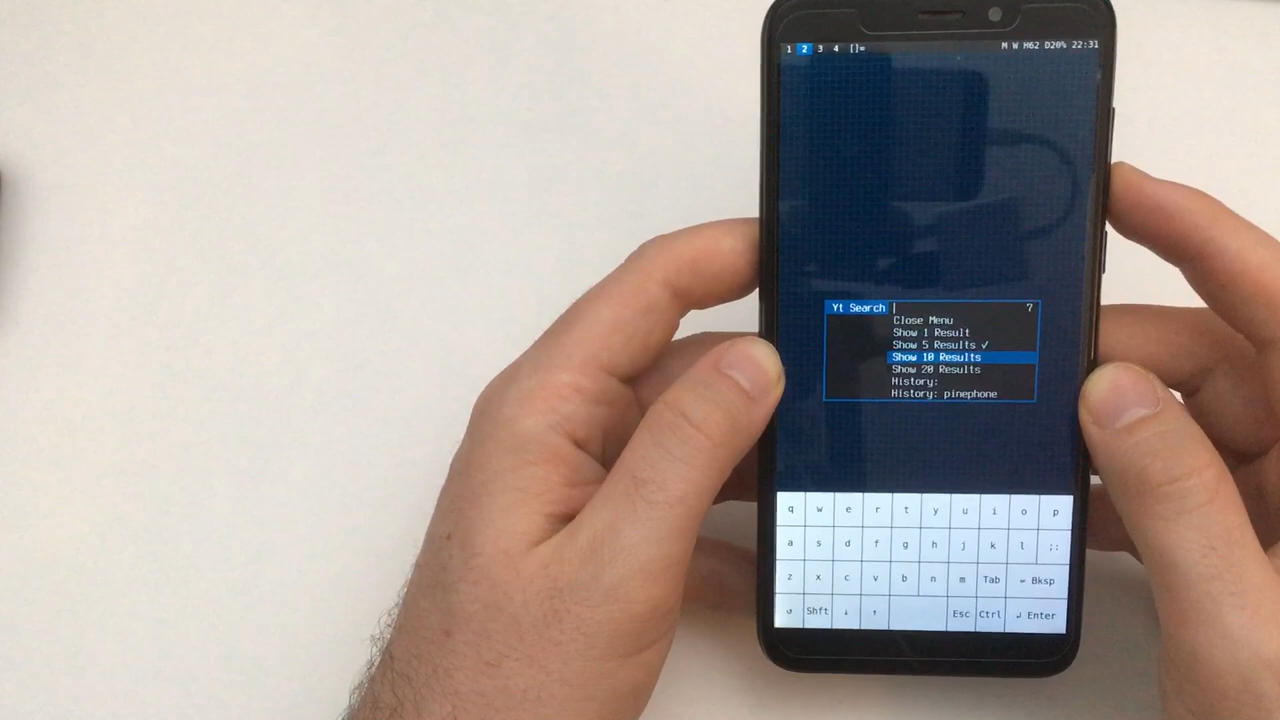 1 2 3 4 []= M W H62 D20% 22:31
Yt Search 7
Close Menu
Show 1 Result
Show 5 Results ✓
Show 10 Results
Show 20 Results
History:
History: pinephone
q w e r t y u i o p
a s d f g h j k l ;:
z x c v b n m Tab ⌫ Bksp
↺ Shft ↓ ↑ Esc Ctrl ↲ Enter